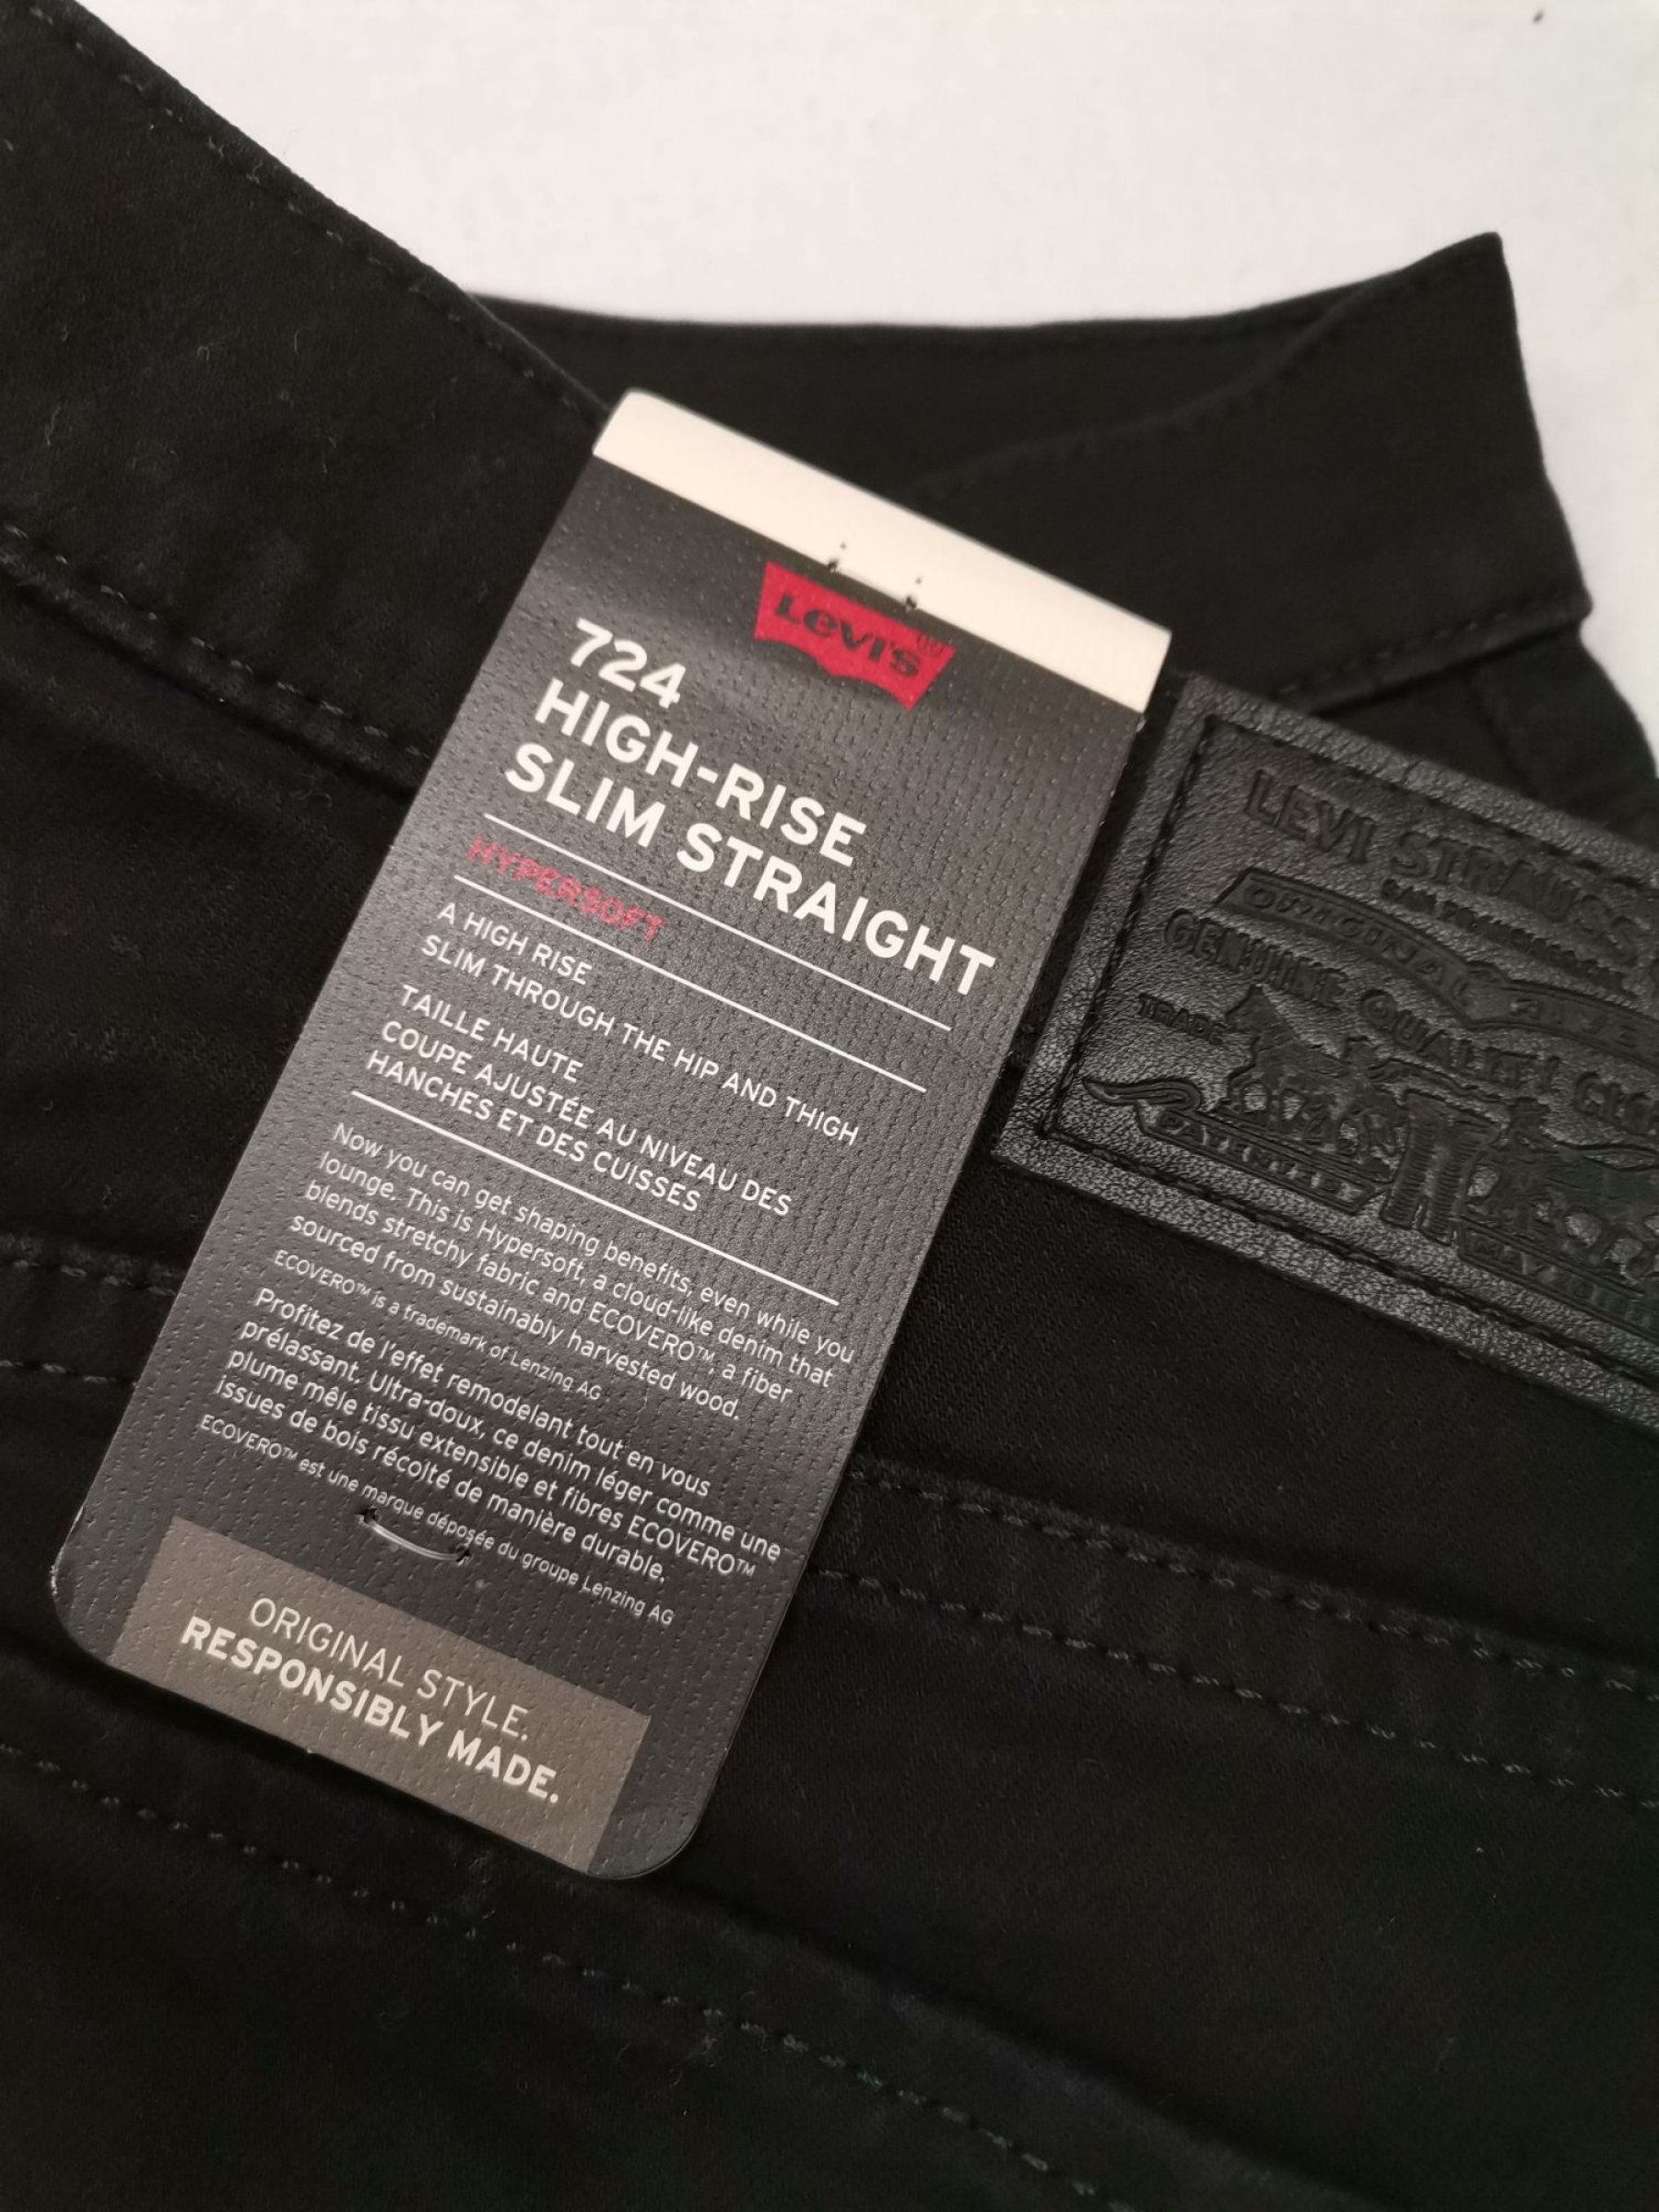 Levi's
724
HIGH-RISE
SLIM STRAIGHT
HYPERSOFT
A HIGH RISE
SLIM THROUGH THE HIP AND THIGH
TAILLE HAUTE
COUPE AJUSTÉE AU NIVEAU DES
HANCHES ET DES CUISSES
Now you can get shaping benefits, even while you
lounge. This is Hypersoft, a cloud-like denim that
blends stretchy fabric and ECOVERO™, a fiber
sourced from sustainably harvested wood.
ECOVERO™ is a trademark of Lenzing AG
Profitez de l'effet remodelant tout en vous
prélassant. Ultra-doux, ce denim léger comme une
plume mêle tissu extensible et fibres ECOVERO™
issues de bois récolté de manière durable.
ECOVERO™ est une marque déposée du groupe Lenzing AG
ORIGINAL STYLE.
RESPONSIBLY MADE.
LEVI STRAUSS
ORIGINAL
GENUINE QUALITY
TRADE